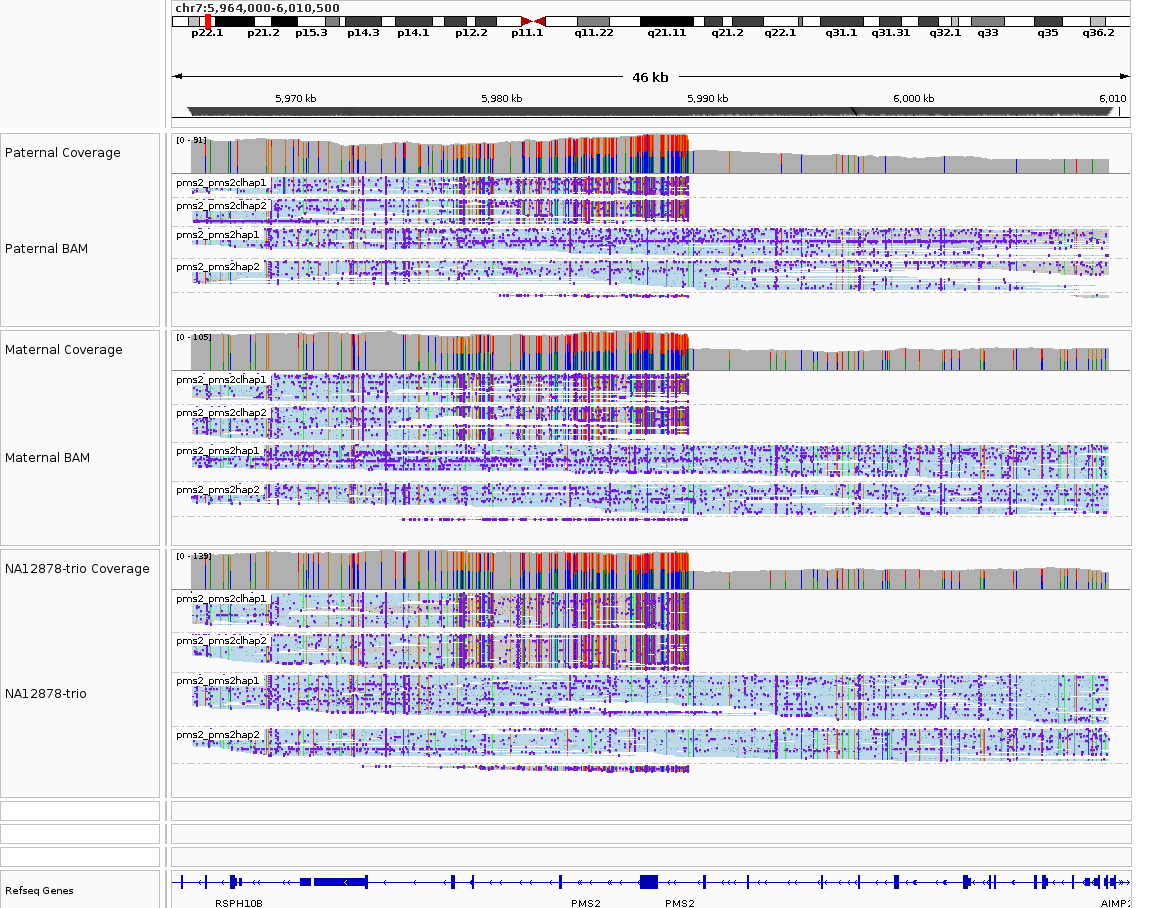 chr7:5,964,000-6,010,500
p22.1 p21.2 p15.3 p14.3 p14.1 p12.2 p11.1 q11.22 q21.11 q21.2 q22.1 q31.1 q31.31 q32.1 q33 q35 q36.2
46 kb
5,970 kb 5,980 kb 5,990 kb 6,000 kb 6,010
Paternal Coverage
[0 - 91]
pms2_pms2clhap1
pms2_pms2clhap2
pms2_pms2hap1
Paternal BAM
pms2_pms2hap2
Maternal Coverage
[0 - 105]
pms2_pms2clhap1
pms2_pms2clhap2
pms2_pms2hap1
Maternal BAM
pms2_pms2hap2
NA12878-trio Coverage
[0 - 139]
pms2_pms2clhap1
pms2_pms2clhap2
pms2_pms2hap1
NA12878-trio
pms2_pms2hap2
Refseq Genes
RSPH10B PMS2 PMS2